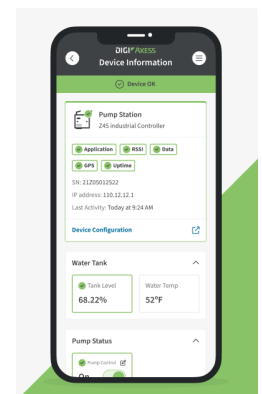 DIGI AXESS
Device Information
Device OK
Pump Station
Z45 industrial Controller
Application RSSI Data
GPS Uptime
SN: 21Z05012522
IP address: 110.12.12.1
Last Activity: Today at 9:24 AM
Device Configuration
Water Tank
Tank Level Water Temp
68.22% 52°F
Pump Status
Pump Control
On